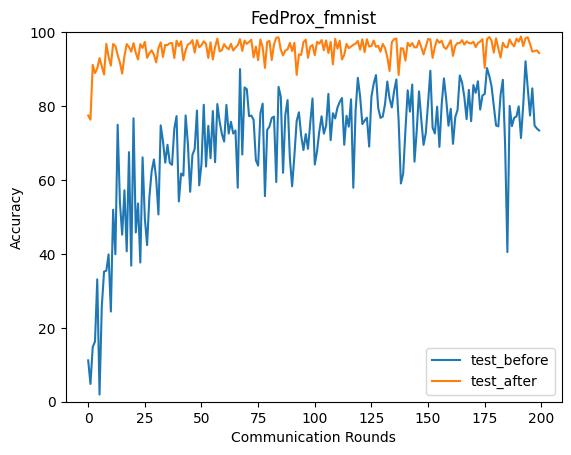 FedProx_fmnist
100
80
60
40
20
0
Accuracy
0 25 50 75 100 125 150 175 200
Communication Rounds
test_before
test_after